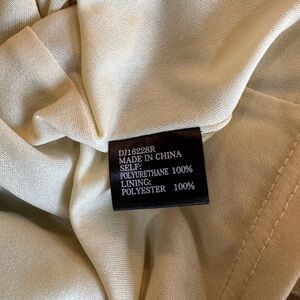 DJ16228R
MADE IN CHINA
SELF:
POLYURETHANE 100%
LINING:
POLYESTER 100%